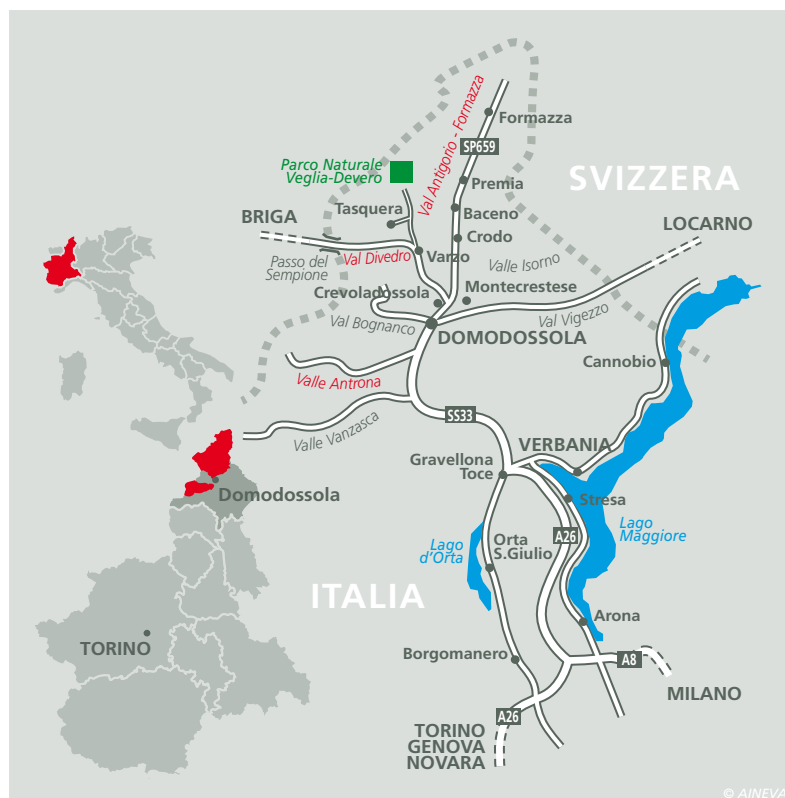 Formazza
Val Antigorio - Formazza
SP659
Parco Naturale
Veglia-Devero
Premia
SVIZZERA
Tasquera
Baceno
BRIGA
LOCARNO
Crodo
Passo del
Sempione
Val Divedro
Varzo
Valle Isorno
Crevoladossola
Montecrestese
Val Bognanco
Val Vigezzo
DOMODOSSOLA
Cannobio
Valle Antrona
SS33
Valle Vanzasca
VERBANIA
Gravellona
Toce
Domodossola
Stresa
Lago
Maggiore
A26
Orta
S.Giulio
Lago
d'Orta
ITALIA
Arona
TORINO
Borgomanero
A8
MILANO
A26
TORINO
GENOVA
NOVARA
© AINEVA